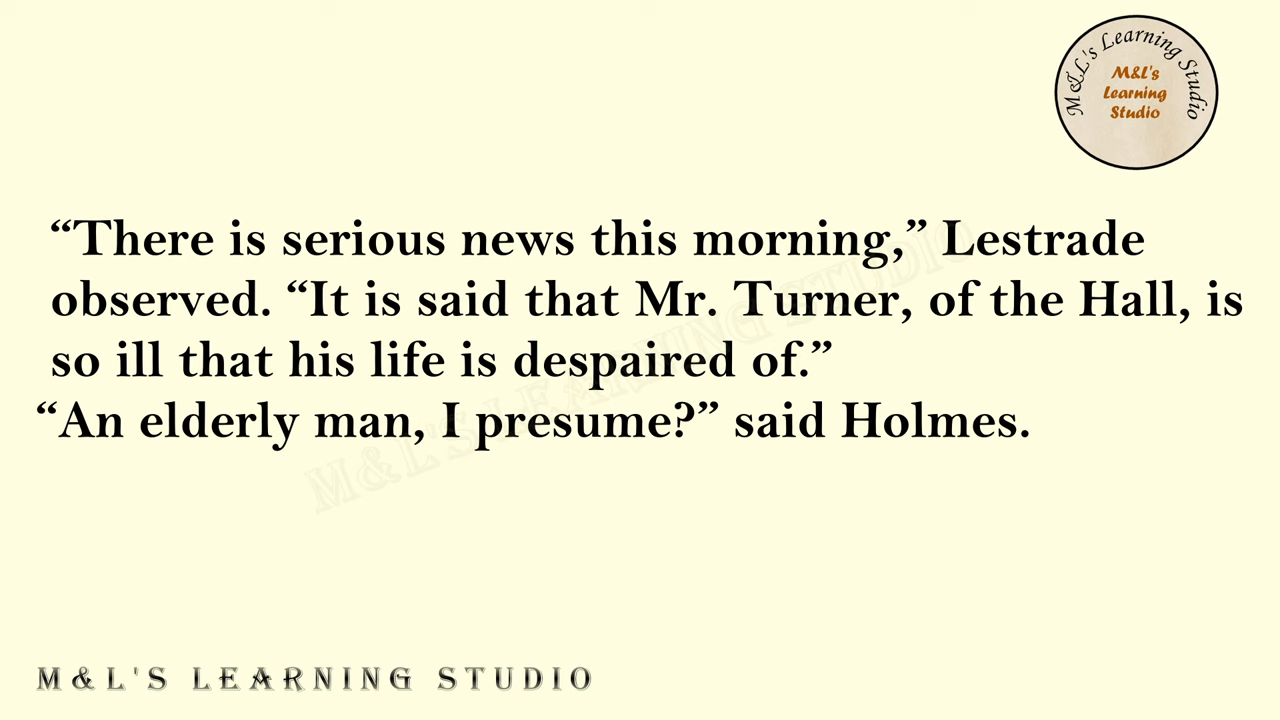 M&L's Learning Studio
M&L's
Learning
Studio
“There is serious news this morning,” Lestrade
observed. “It is said that Mr. Turner, of the Hall, is
so ill that his life is despaired of.”
“An elderly man, I presume?” said Holmes.
M&L'S LEARNING STUDIO
M&L'S LEARNING STUDIO